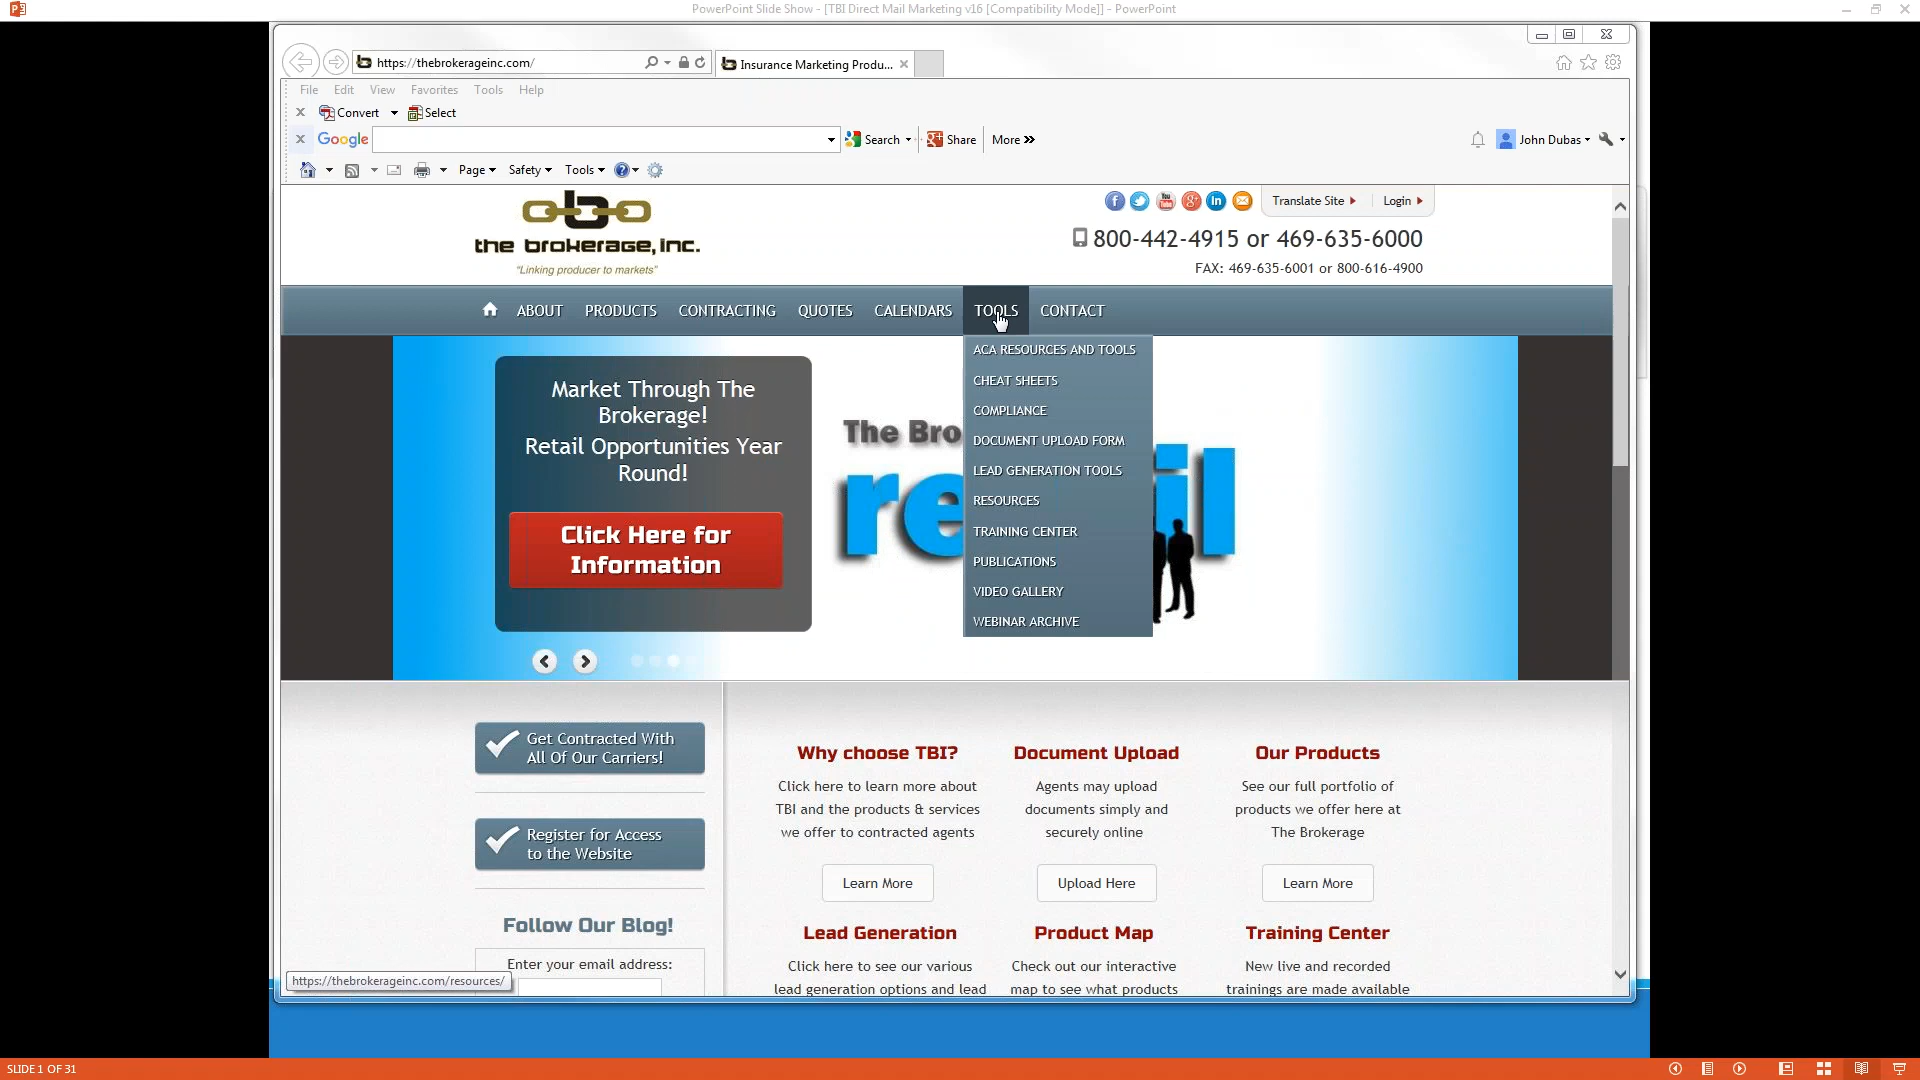 PowerPoint Slide Show - [TBI Direct Mail Marketing v16 [Compatibility Mode]] - PowerPoint
https://thebrokerageinc.com/
Insurance Marketing Produ...
File Edit View Favorites Tools Help
Convert Select
Google Search Share More »
John Dubas
Page Safety Tools
Translate Site Login
the brokerage, inc.
"Linking producer to markets"
800-442-4915 or 469-635-6000
FAX: 469-635-6001 or 800-616-4900
ABOUT PRODUCTS CONTRACTING QUOTES CALENDARS TOOLS CONTACT
ACA RESOURCES AND TOOLS
CHEAT SHEETS
COMPLIANCE
DOCUMENT UPLOAD FORM
LEAD GENERATION TOOLS
RESOURCES
TRAINING CENTER
PUBLICATIONS
VIDEO GALLERY
WEBINAR ARCHIVE
Market Through The
Brokerage!
Retail Opportunities Year
Round!
Click Here for
Information
The Bro
re il
Get Contracted With
All Of Our Carriers!
Register for Access
to the Website
Follow Our Blog!
Enter your email address:
Why choose TBI?
Click here to learn more about
TBI and the products & services
we offer to contracted agents
Learn More
Document Upload
Agents may upload
documents simply and
securely online
Upload Here
Our Products
See our full portfolio of
products we offer here at
The Brokerage
Learn More
Lead Generation
Click here to see our various
lead generation options and lead
Product Map
Check out our interactive
map to see what products
Training Center
New live and recorded
trainings are made available
https://thebrokerageinc.com/resources/
SLIDE 1 OF 31